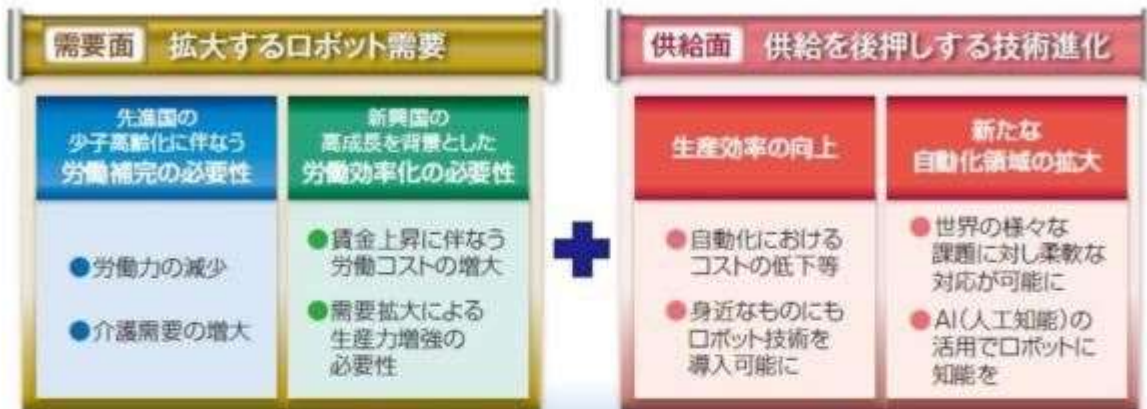 需要面 拡大するロボット需要
先進国の
少子高齢化に伴なう
労働補完の必要性
●労働力の減少
●介護需要の増大
新興国の
高成長を背景とした
労働効率化の必要性
●賃金上昇に伴なう
労働コストの増大
●需要拡大による
生産力増強の
必要性
供給面 供給を後押しする技術進化
生産効率の向上
●自動化における
コストの低下等
●身近なものにも
ロボット技術を
導入可能に
新たな
自動化領域の拡大
●世界の様々な
課題に対し柔軟な
対応が可能に
●AI(人工知能)の
活用でロボットに
知能を